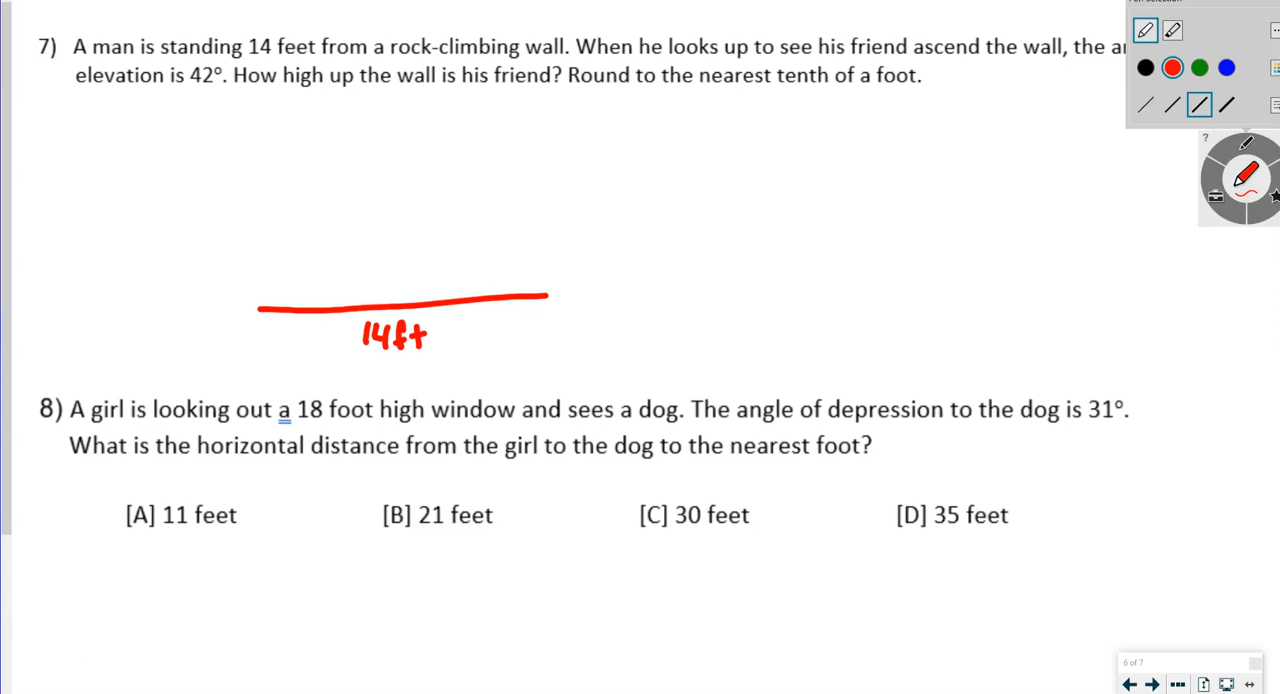 7) A man is standing 14 feet from a rock-climbing wall. When he looks up to see his friend ascend the wall, the
elevation is 42°. How high up the wall is his friend? Round to the nearest tenth of a foot.
?
14ft
8) A girl is looking out a 18 foot high window and sees a dog. The angle of depression to the dog is 31°.
What is the horizontal distance from the girl to the dog to the nearest foot?
[A] 11 feet [B] 21 feet [C] 30 feet [D] 35 feet
6 of 7